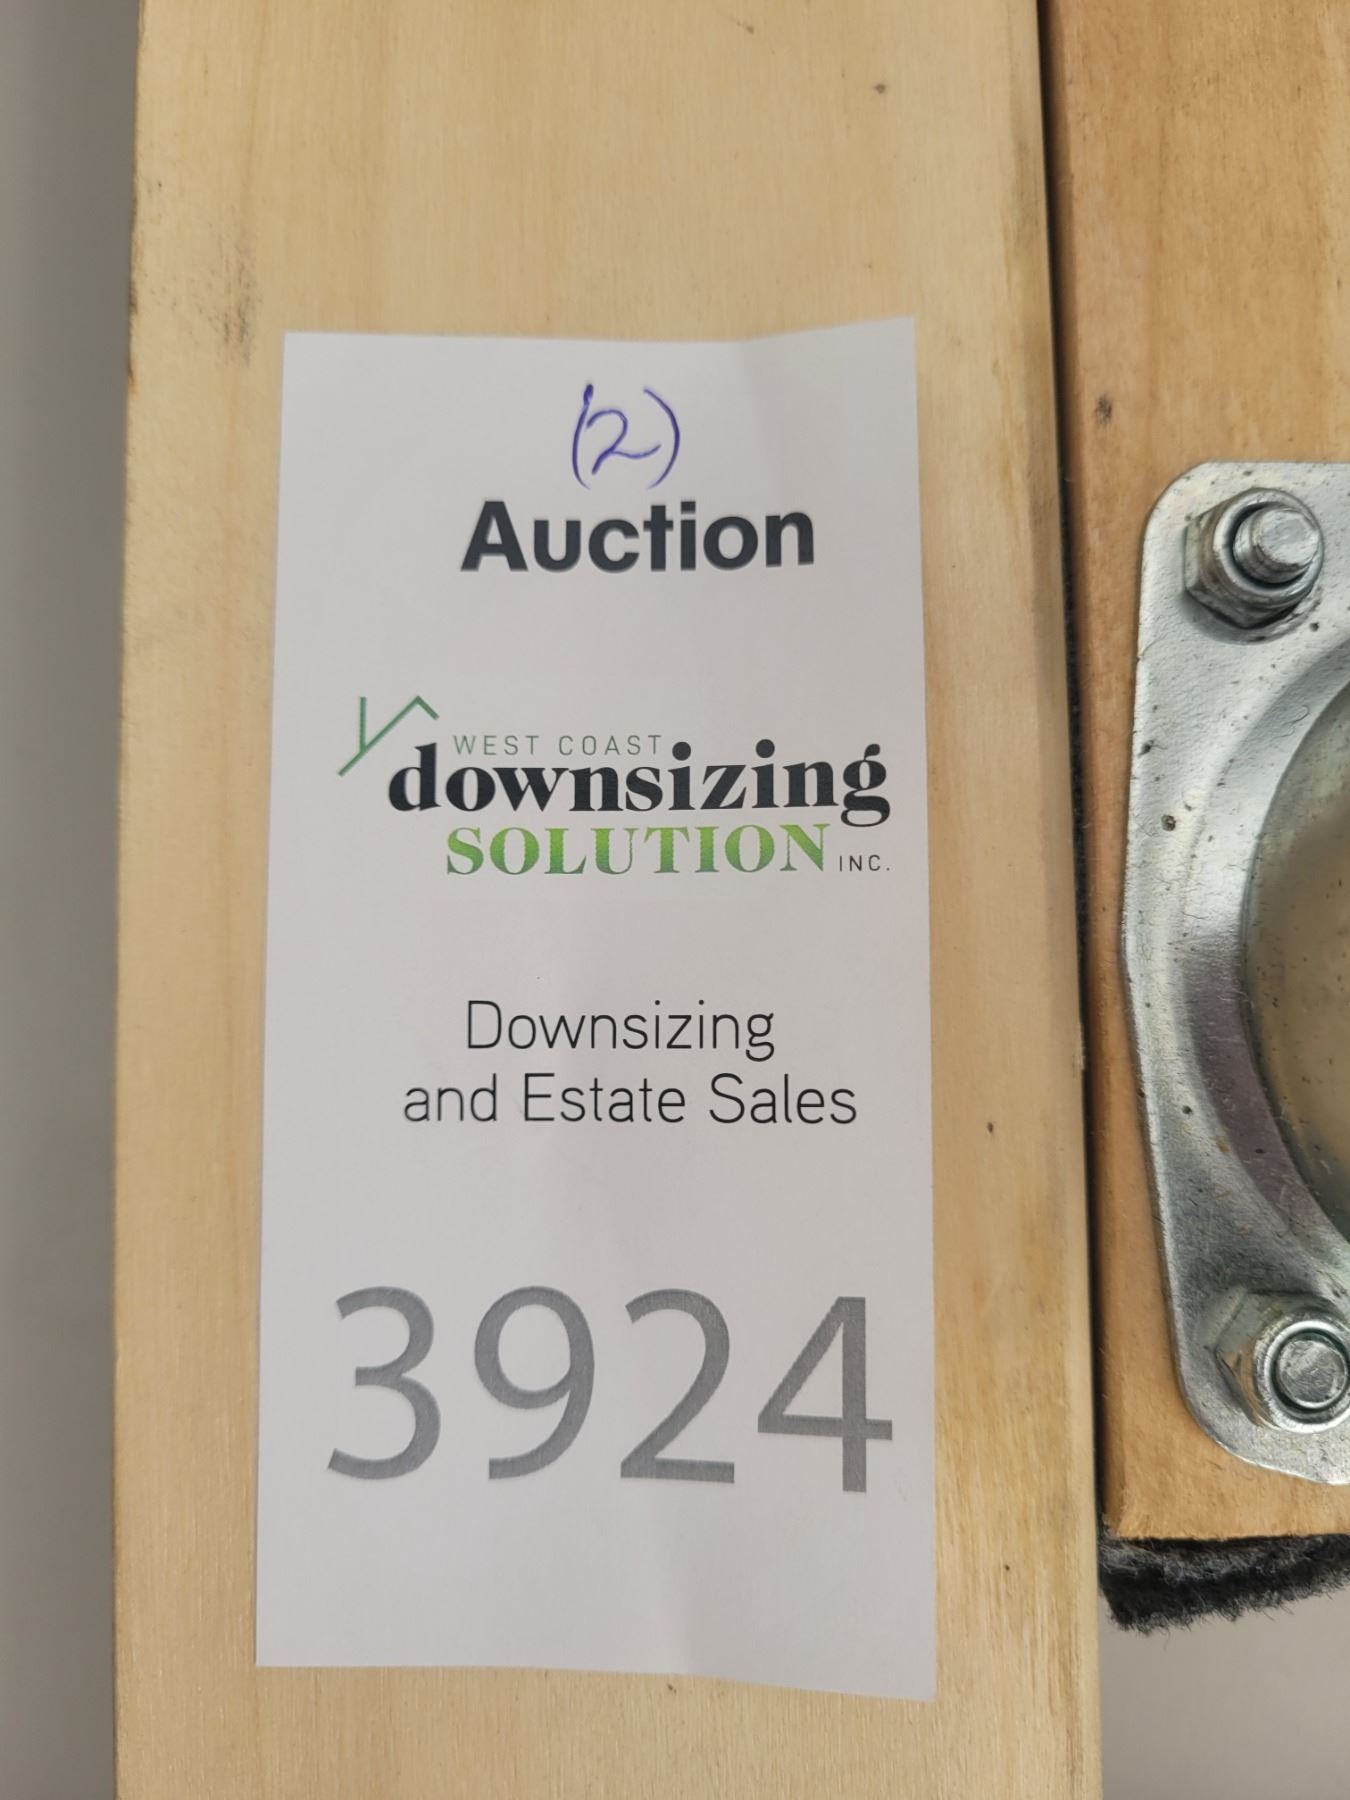 (2)
Auction
WEST COAST
downsizing
SOLUTION INC.
Downsizing
and Estate Sales
3924